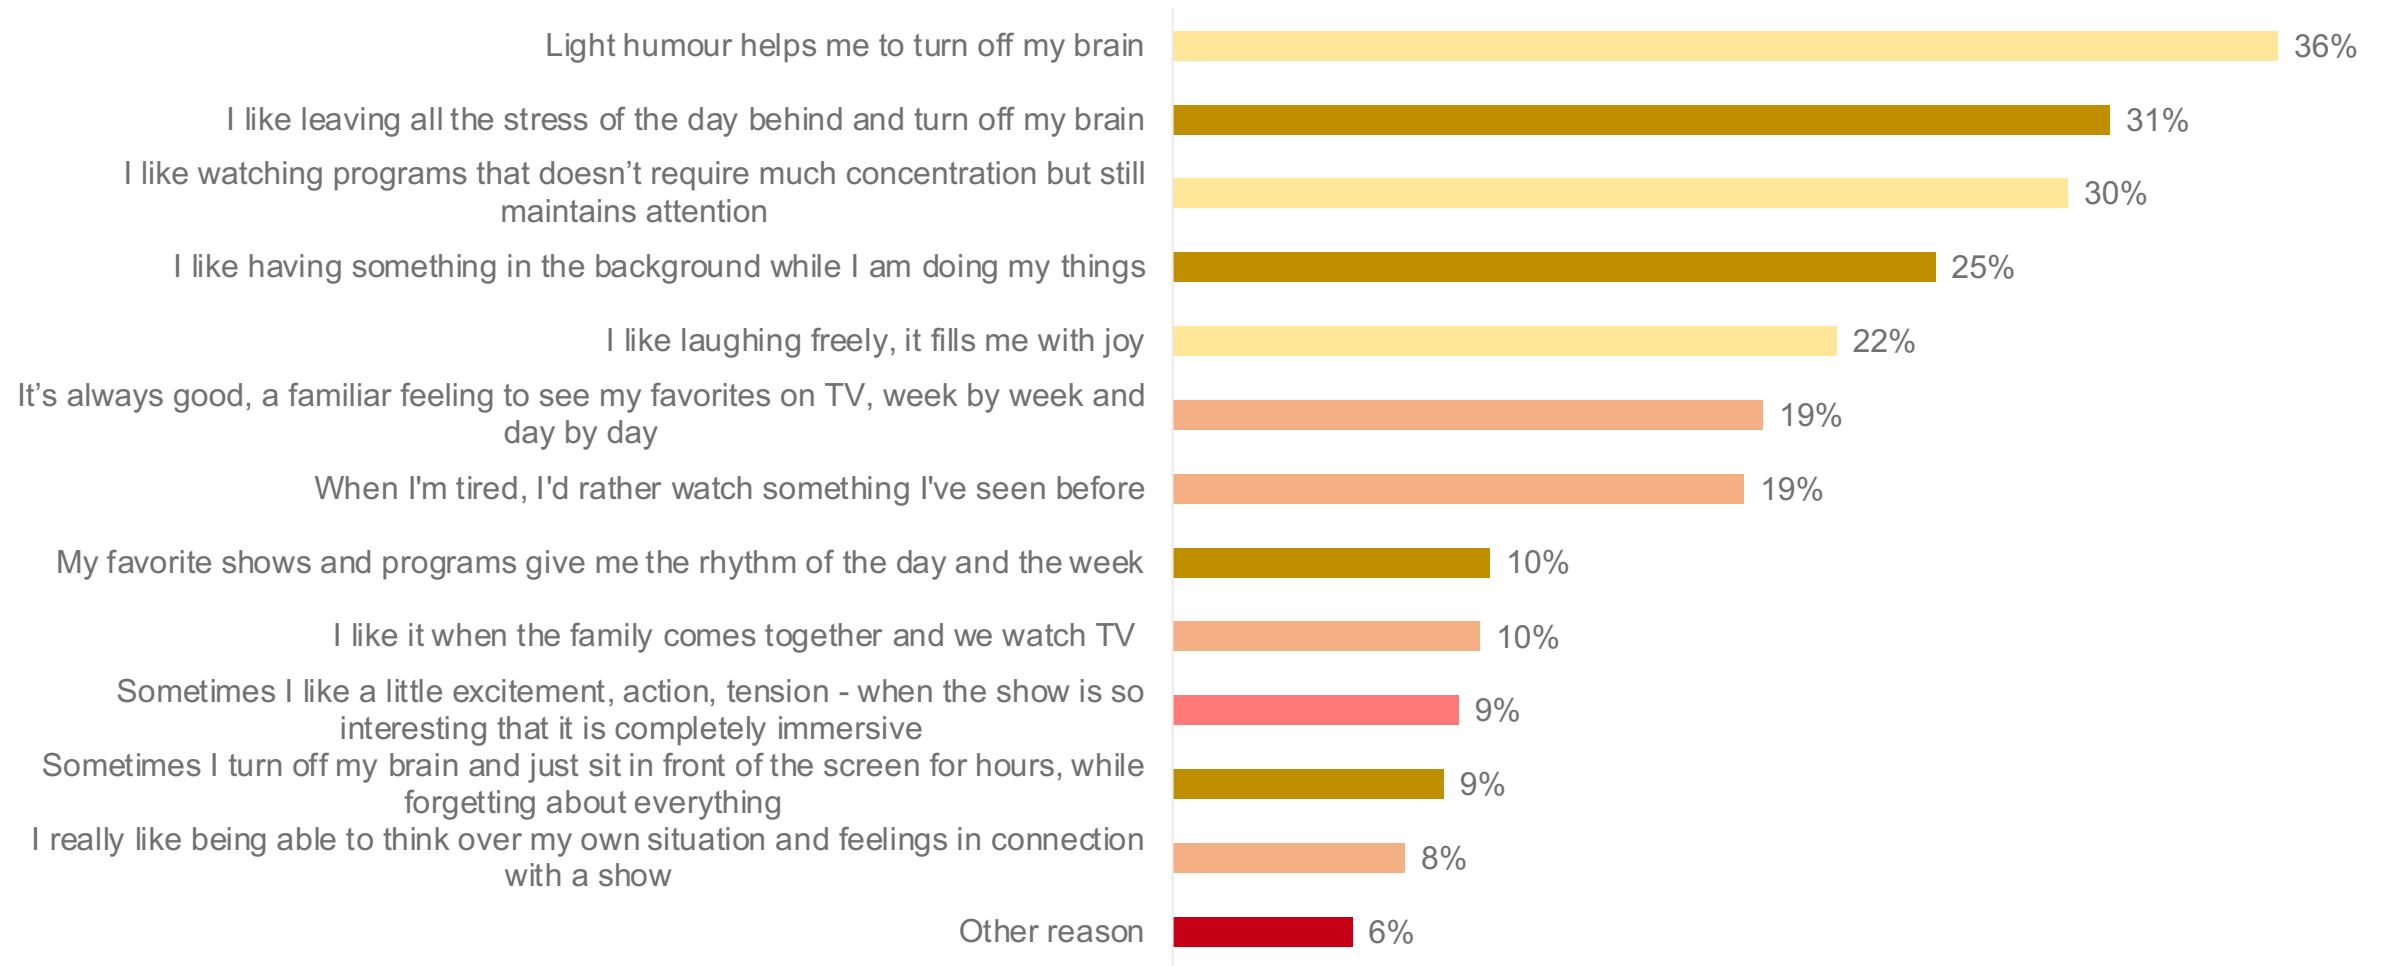 Light humour helps me to turn off my brain
36%
I like leaving all the stress of the day behind and turn off my brain
31%
I like watching programs that doesn’t require much concentration but still
maintains attention
30%
I like having something in the background while I am doing my things
25%
I like laughing freely, it fills me with joy
22%
It’s always good, a familiar feeling to see my favorites on TV, week by week and
day by day
19%
When I'm tired, I'd rather watch something I've seen before
19%
My favorite shows and programs give me the rhythm of the day and the week
10%
I like it when the family comes together and we watch TV
10%
Sometimes I like a little excitement, action, tension - when the show is so
interesting that it is completely immersive
9%
Sometimes I turn off my brain and just sit in front of the screen for hours, while
forgetting about everything
9%
I really like being able to think over my own situation and feelings in connection
with a show
8%
Other reason
6%